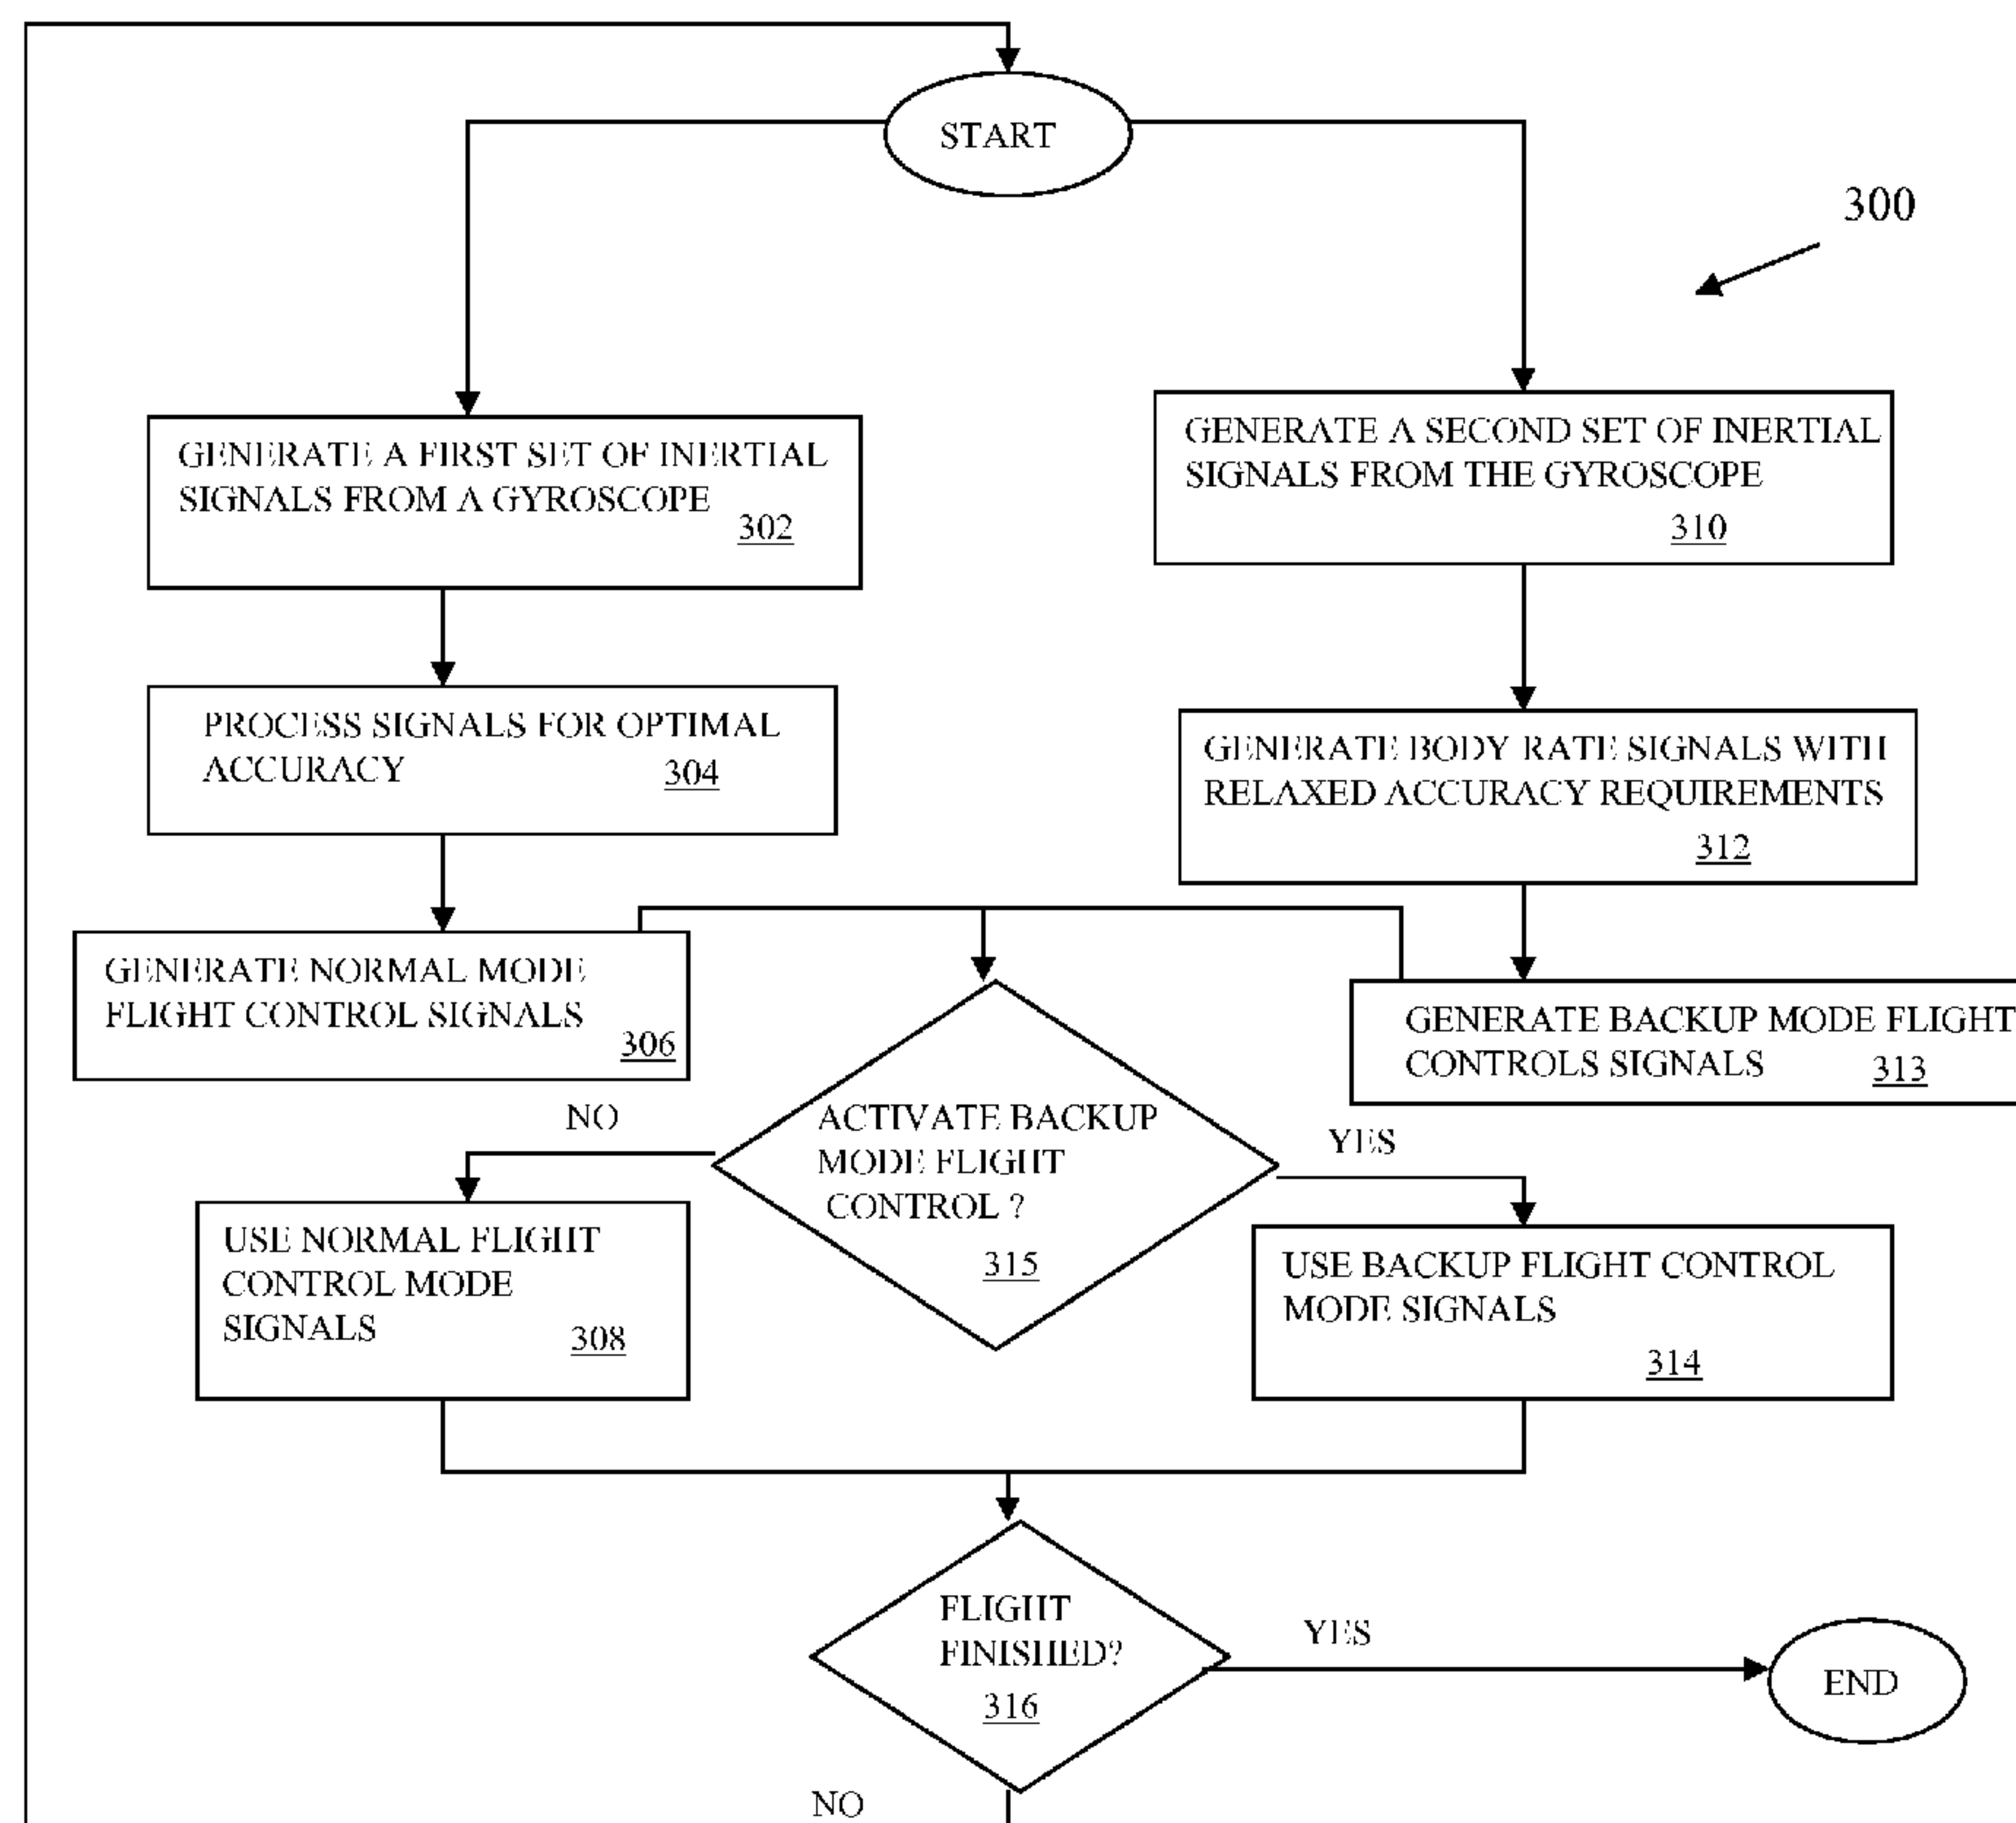 START
300
GENERATE A FIRST SET OF INERTIAL
SIGNALS FROM A GYROSCOPE
302
GENERATE A SECOND SET OF INERTIAL
SIGNALS FROM THE GYROSCOPE
310
PROCESS SIGNALS FOR OPTIMAL
ACCURACY
304
GENERATE BODY RATE SIGNALS WITH
RELAXED ACCURACY REQUIREMENTS
312
GENERATE NORMAL MODE
FLIGHT CONTROL SIGNALS
306
GENERATE BACKUP MODE FLIGHT
CONTROLS SIGNALS
313
NO
ACTIVATE BACKUP
MODE FLIGHT
CONTROL ?
315
YES
USE NORMAL FLIGHT
CONTROL MODE
SIGNALS
308
USE BACKUP FLIGHT CONTROL
MODE SIGNALS
314
FLIGHT
FINISHED?
316
YES
END
NO